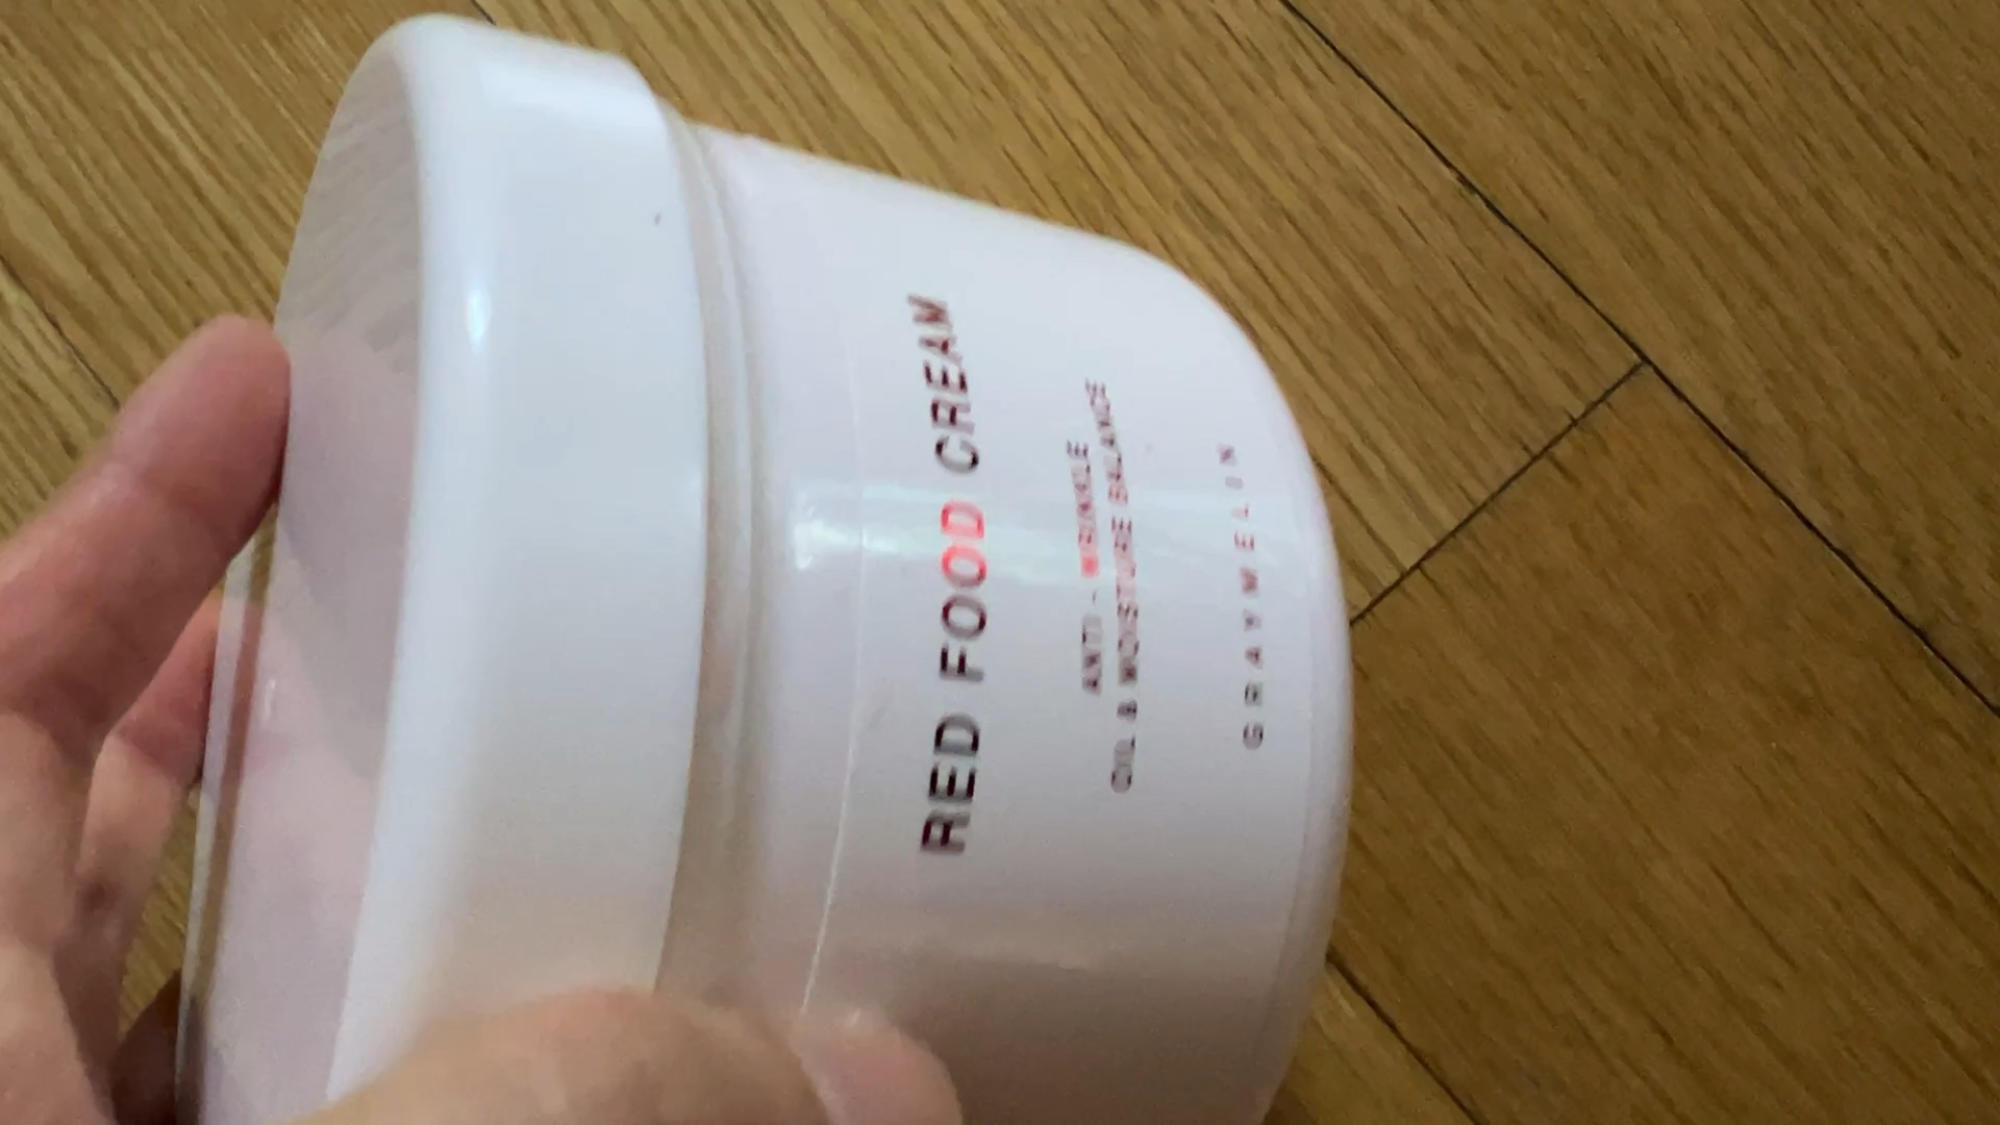 RED FOOD CREAM
ANTI - WRINKLE
OIL & MOISTURE BALANCE
GRAYMELIN